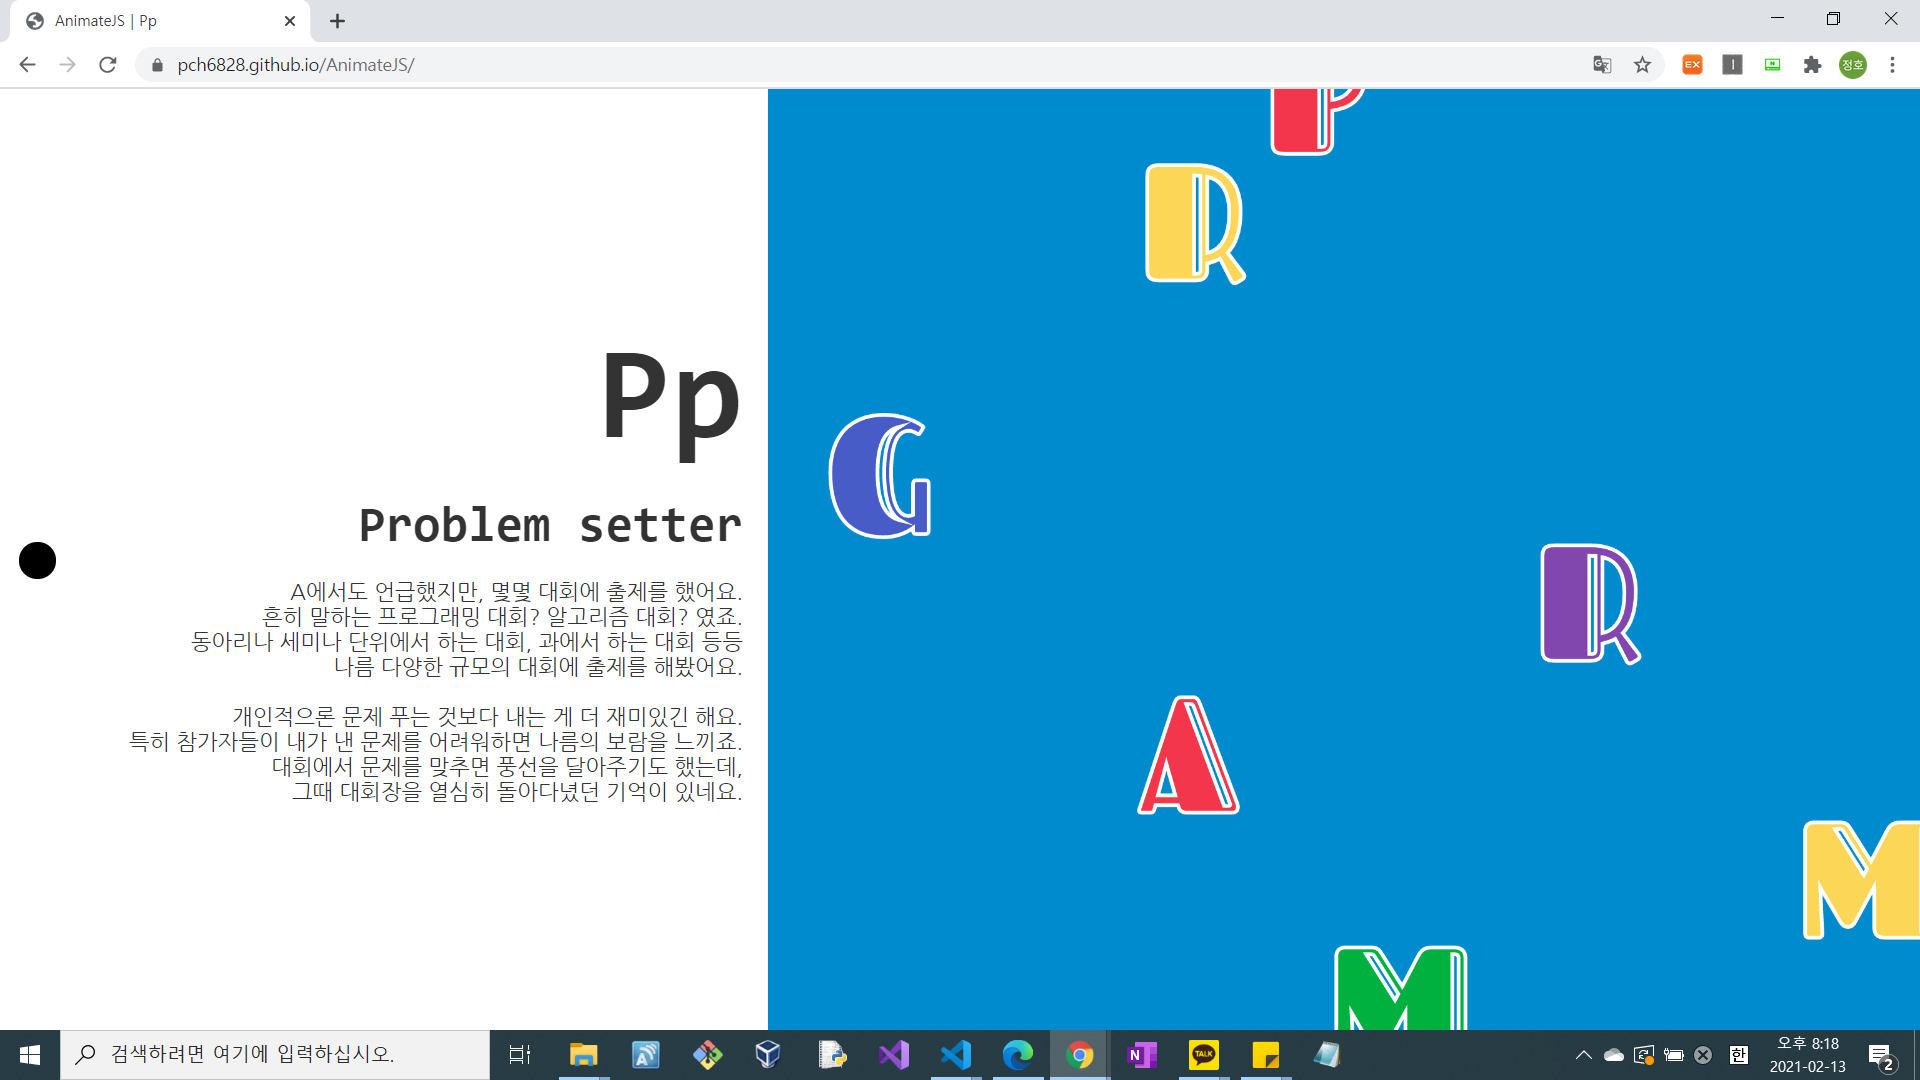 AnimateJS | Pp
pch6828.github.io/AnimateJS/
EX
정호
Pp
Problem setter
A에서도 언급했지만, 몇몇 대회에 출제를 했어요.
흔히 말하는 프로그래밍 대회? 알고리즘 대회? 였죠.
동아리나 세미나 단위에서 하는 대회, 과에서 하는 대회 등등
나름 다양한 규모의 대회에 출제를 해봤어요.
개인적으론 문제 푸는 것보다 내는 게 더 재미있긴 해요.
특히 참가자들이 내가 낸 문제를 어려워하면 나름의 보람을 느끼죠.
대회에서 문제를 맞추면 풍선을 달아주기도 했는데,
그때 대회장을 열심히 돌아다녔던 기억이 있네요.
P
R
G
R
A
M
M
검색하려면 여기에 입력하십시오.
N
TALK
한
오후 8:18
2021-02-13
2